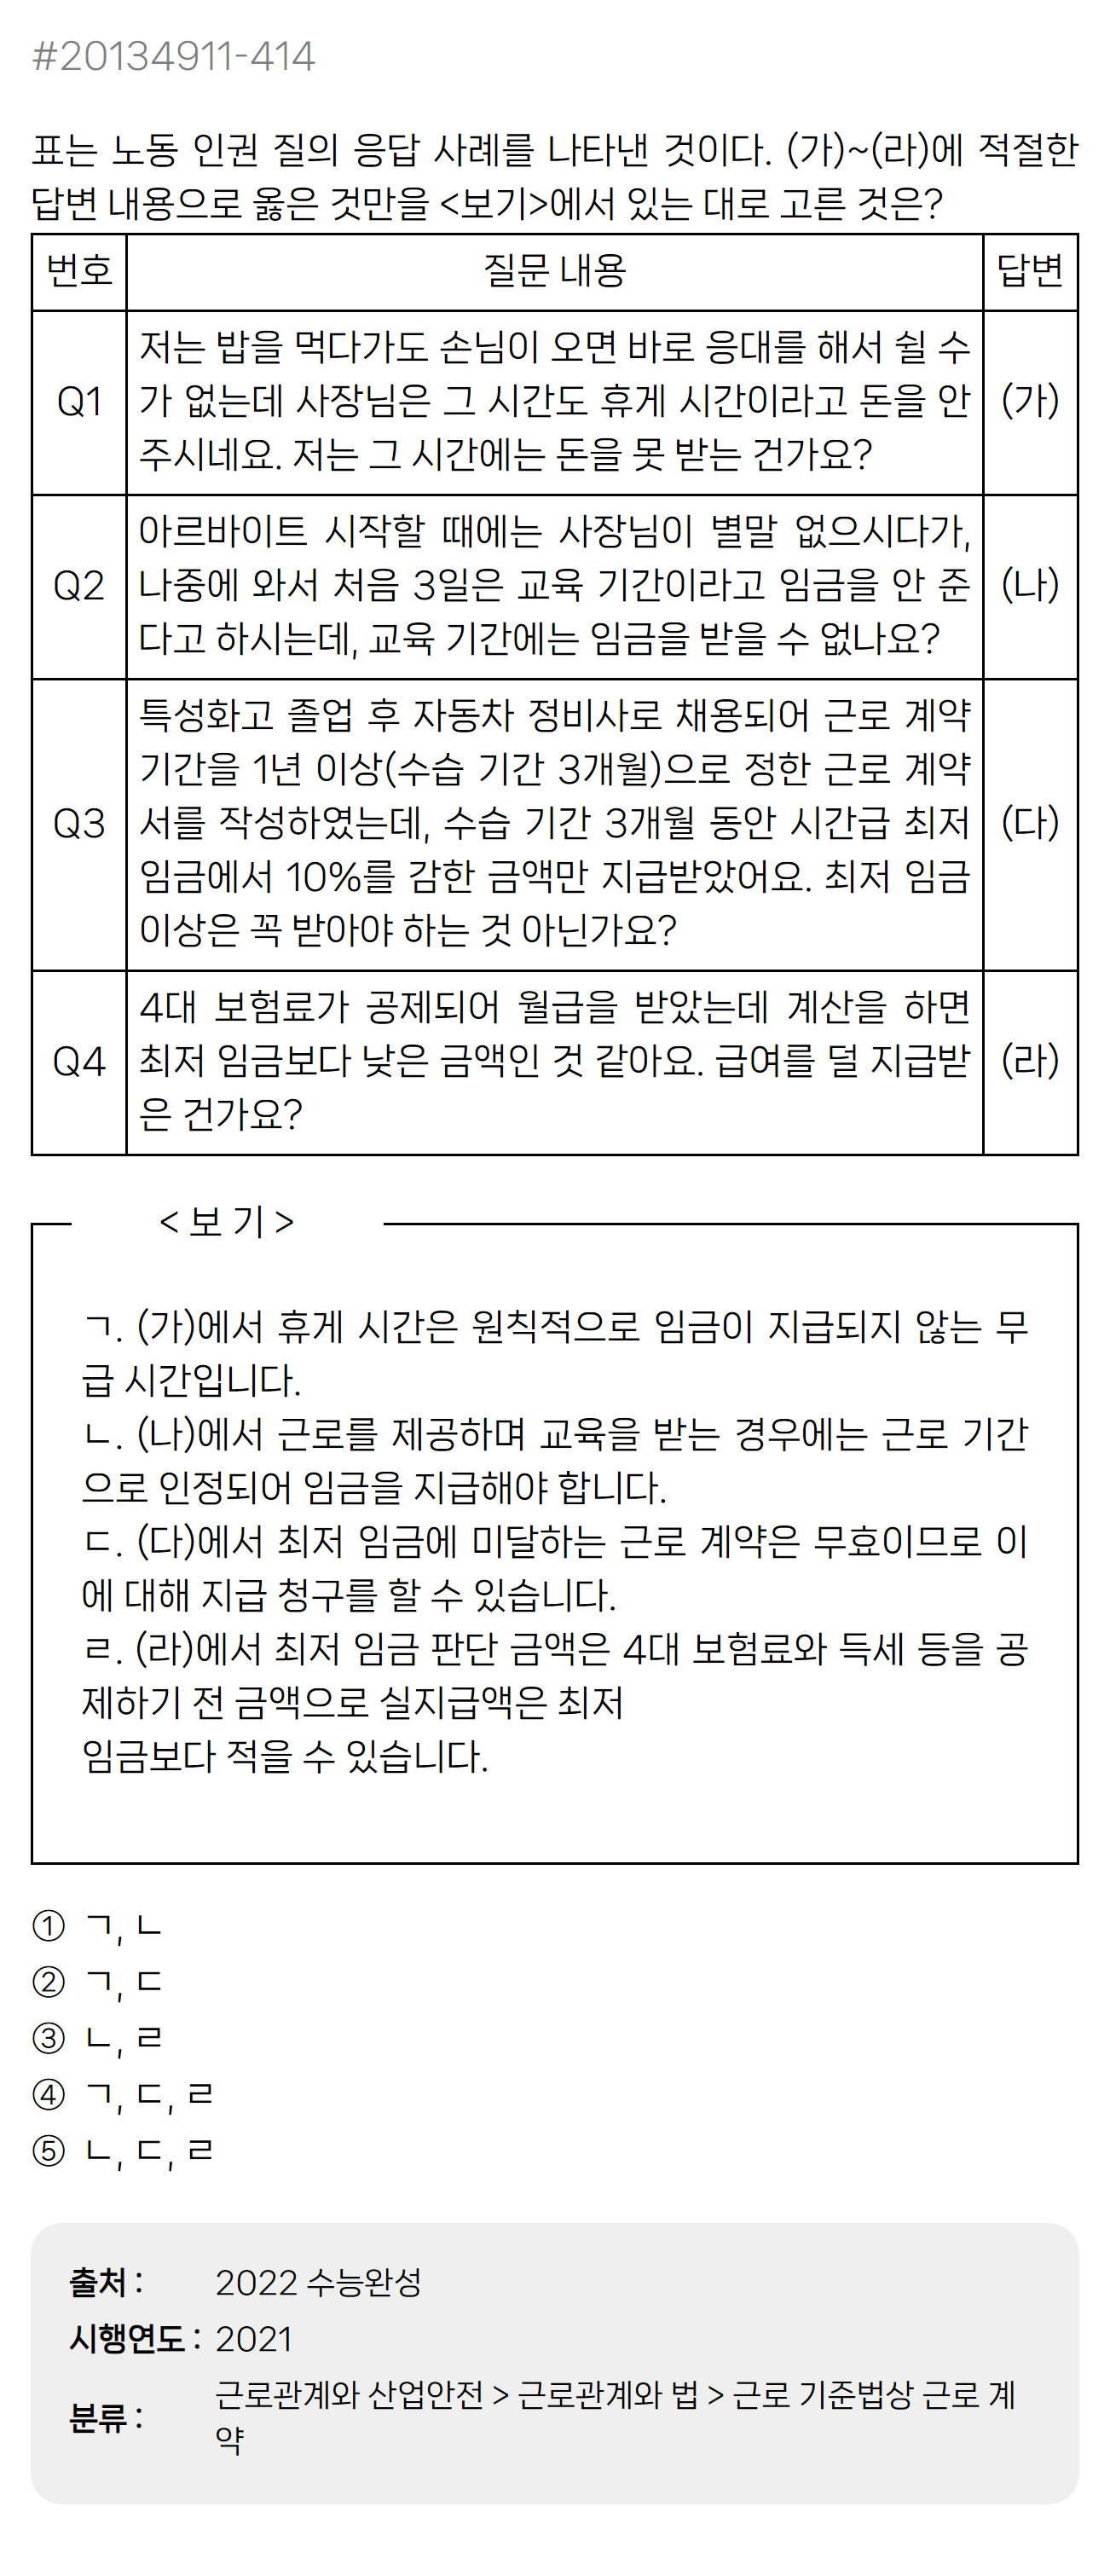 #20134911-414
표는 노동 인권 질의 응답 사례를 나타낸 것이다. (가)~(라)에 적절한
답변 내용으로 옳은 것만을 <보기>에서 있는 대로 고른 것은?
번호 질문 내용 답변
저는 밥을 먹다가도 손님이 오면 바로 응대를 해서 쉴 수
Q1 가 없는데 사장님은 그 시간도 휴게 시간이라고 돈을 안 (가)
주시네요. 저는 그 시간에는 돈을 못 받는 건가요?
아르바이트 시작할 때에는 사장님이 별말 없으시다가,
Q2 나중에 와서 처음 3일은 교육 기간이라고 임금을 안 준 (나)
다고 하시는데, 교육 기간에는 임금을 받을 수 없나요?
특성화고 졸업 후 자동차 정비사로 채용되어 근로 계약
기간을 1년 이상(수습 기간 3개월)으로 정한 근로 계약
Q3 서를 작성하였는데, 수습 기간 3개월 동안 시간급 최저 (다)
임금에서 10%를 감한 금액만 지급받았어요. 최저 임금
이상은 꼭 받아야 하는 것 아닌가요?
4대 보험료가 공제되어 월급을 받았는데 계산을 하면
Q4 최저 임금보다 낮은 금액인 것 같아요. 급여를 덜 지급받 (라)
은 건가요?
< 보 기 >
ㄱ. (가)에서 휴게 시간은 원칙적으로 임금이 지급되지 않는 무
급 시간입니다.
ㄴ. (나)에서 근로를 제공하며 교육을 받는 경우에는 근로 기간
으로 인정되어 임금을 지급해야 합니다.
ㄷ. (다)에서 최저 임금에 미달하는 근로 계약은 무효이므로 이
에 대해 지급 청구를 할 수 있습니다.
ㄹ. (라)에서 최저 임금 판단 금액은 4대 보험료와 득세 등을 공
제하기 전 금액으로 실지급액은 최저
임금보다 적을 수 있습니다.
① ㄱ, ㄴ
② ㄱ, ㄷ
③ ㄴ, ㄹ
④ ㄱ, ㄷ, ㄹ
⑤ ㄴ, ㄷ, ㄹ
출처 : 2022 수능완성
시행연도 : 2021
분류 : 근로관계와 산업안전 > 근로관계와 법 > 근로 기준법상 근로 계
약